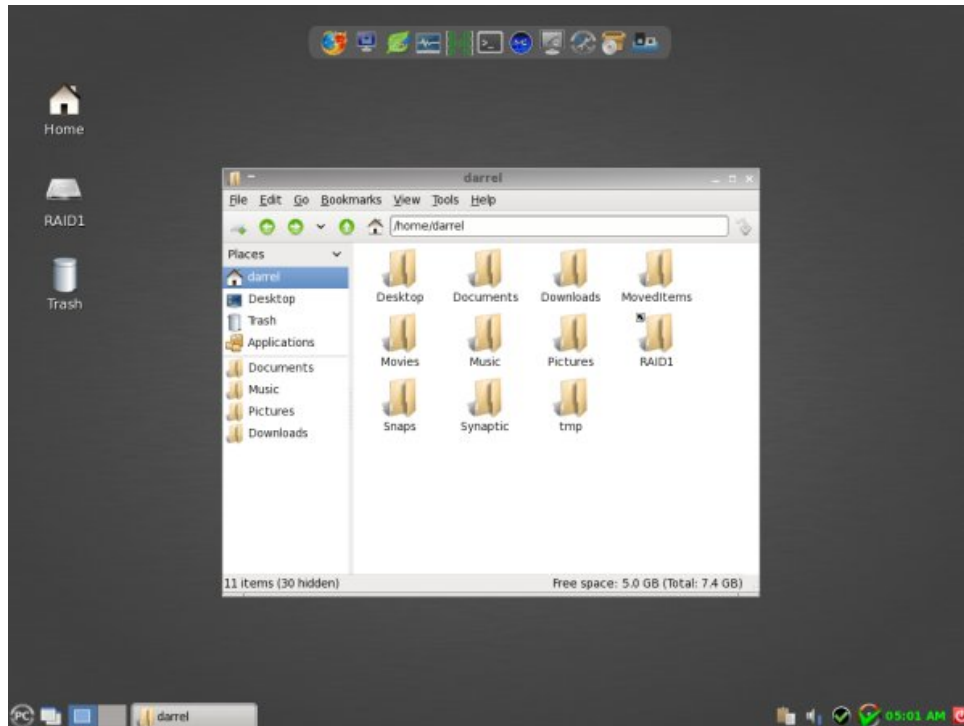 Home
RAID1
Trash
darrel
File Edit Go Bookmarks View Tools Help
/home/darrel
Places
darrel
Desktop
Trash
Applications
Documents
Music
Pictures
Downloads
Desktop Documents Downloads MovedItems
Movies Music Pictures RAID1
Snaps Synaptic tmp
11 items (30 hidden) Free space: 5.0 GB (Total: 7.4 GB)
PC darrel 05:01 AM